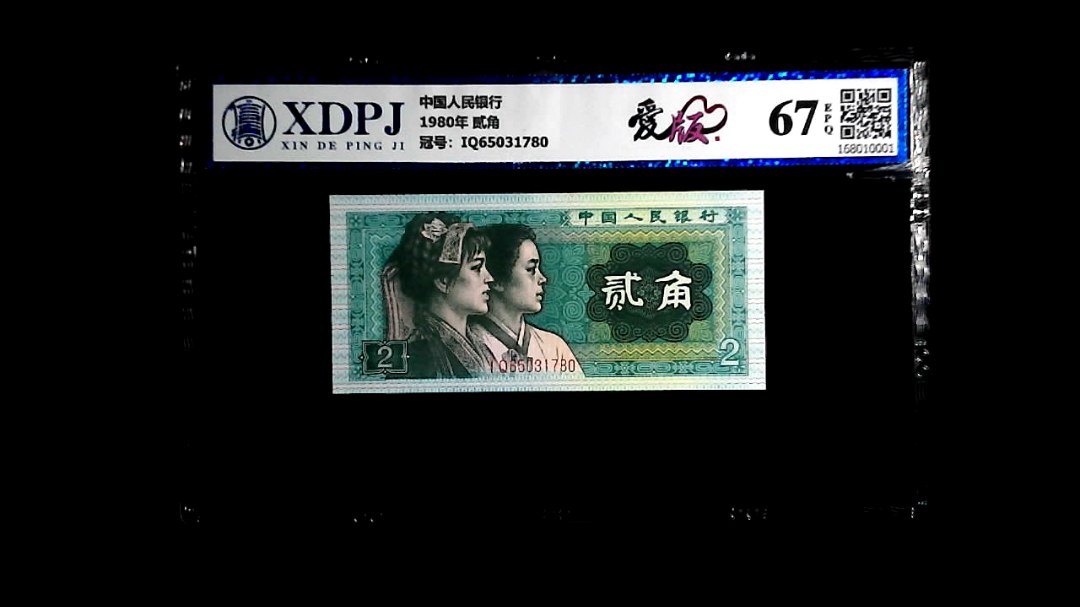 XDPJ
XIN DE PING JI
中国人民银行
1980年 贰角
冠号：IQ65031780
爱版
67
EPQ
168010001
中国人民银行
贰角
2
2
IQ65031780